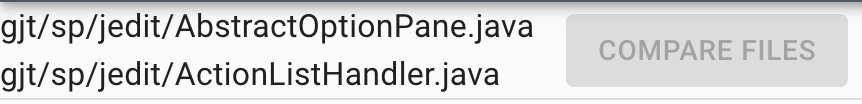 gjt/sp/jedit/AbstractOptionPane.java
gjt/sp/jedit/ActionListHandler.java
COMPARE FILES